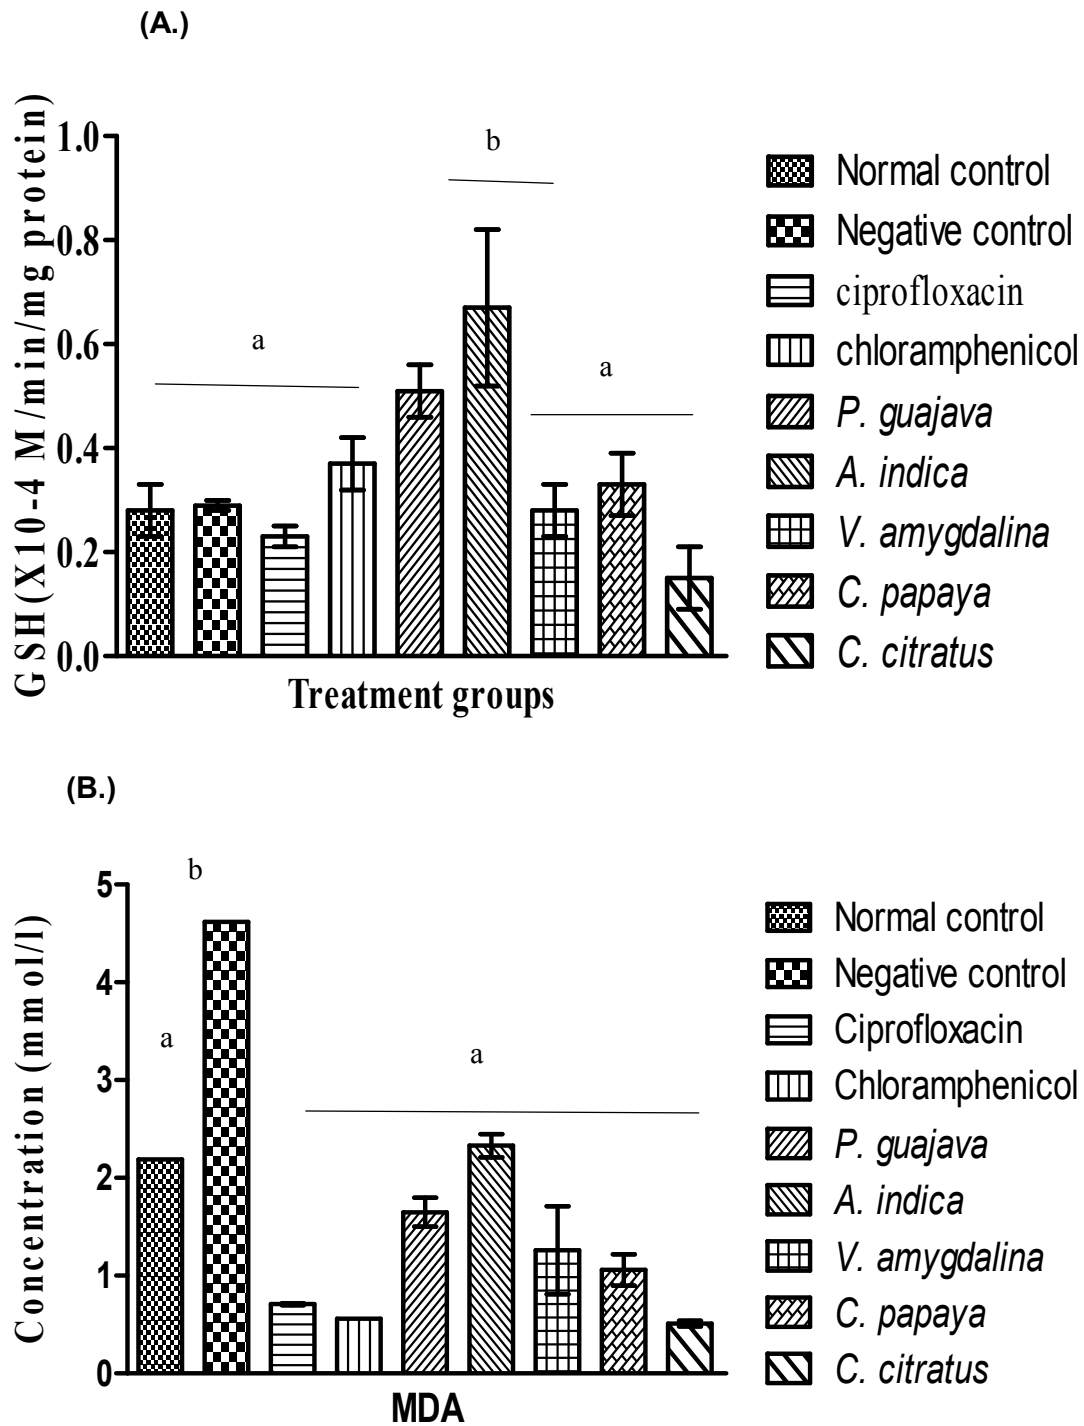 (A.)
GSH(X10-4 M/min/mg protein)
1.0
0.8
0.6
0.4
0.2
0.0
b
a
a
Treatment groups
Normal control
Negative control
ciprofloxacin
chloramphenicol
P. guajava
A. indica
V. amygdalina
C. papaya
C. citratus
(B.)
Concentration (mmol/l)
5
4
3
2
1
0
b
a
a
MDA
Normal control
Negative control
Ciprofloxacin
Chloramphenicol
P. guajava
A. indica
V. amygdalina
C. papaya
C. citratus